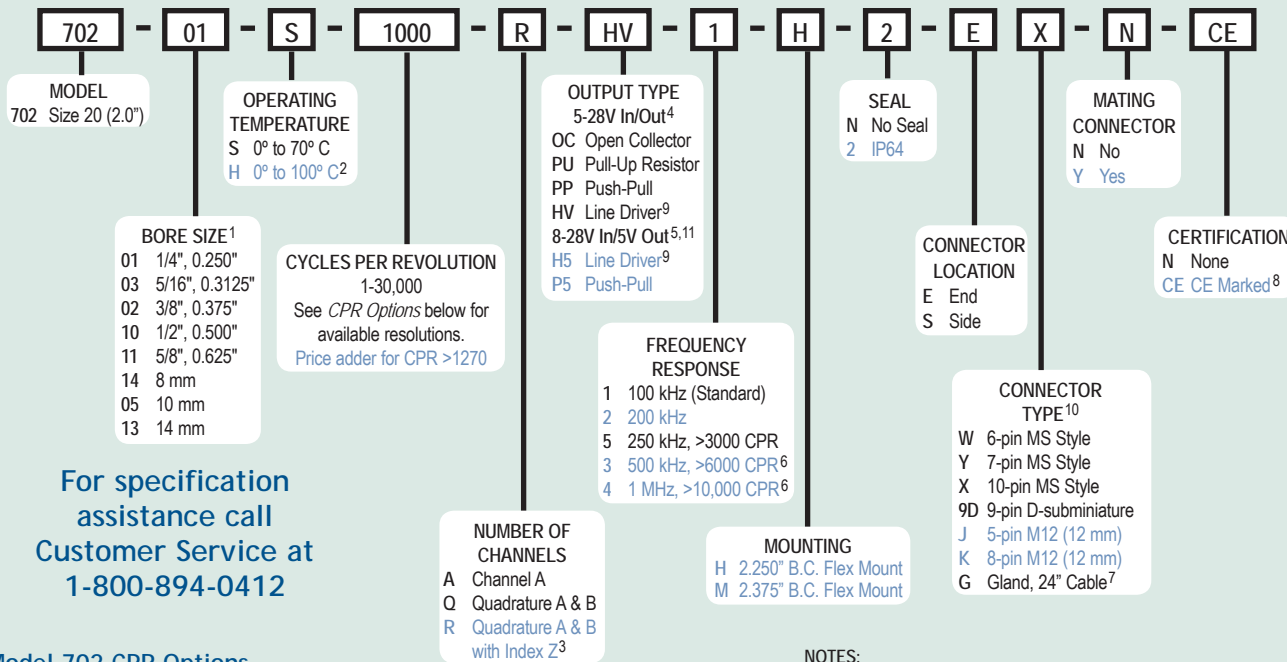 702 - 01 - S - 1000 - R - HV - 1 - H - 2 - E X - N - CE
MODEL
702 Size 20 (2.0")
OPERATING
TEMPERATURE
S 0º to 70º C
H 0º to 100º C2
OUTPUT TYPE
5-28V In/Out4
OC Open Collector
PU Pull-Up Resistor
PP Push-Pull
HV Line Driver9
8-28V In/5V Out5,11
H5 Line Driver9
P5 Push-Pull
SEAL
N No Seal
2 IP64
MATING
CONNECTOR
N No
Y Yes
BORE SIZE1
01 1/4", 0.250"
03 5/16", 0.3125"
02 3/8", 0.375"
10 1/2", 0.500"
11 5/8", 0.625"
14 8 mm
05 10 mm
13 14 mm
CYCLES PER REVOLUTION
1-30,000
See CPR Options below for
available resolutions.
Price adder for CPR >1270
CONNECTOR
LOCATION
E End
S Side
CERTIFICATION
N None
CE CE Marked8
FREQUENCY
RESPONSE
1 100 kHz (Standard)
2 200 kHz
5 250 kHz, >3000 CPR
3 500 kHz, >6000 CPR6
4 1 MHz, >10,000 CPR6
CONNECTOR
TYPE10
W 6-pin MS Style
Y 7-pin MS Style
X 10-pin MS Style
9D 9-pin D-subminiature
J 5-pin M12 (12 mm)
K 8-pin M12 (12 mm)
G Gland, 24” Cable7
For specification
assistance call
Customer Service at
1-800-894-0412
NUMBER OF
CHANNELS
A Channel A
Q Quadrature A & B
R Quadrature A & B
with Index Z3
MOUNTING
H 2.250” B.C. Flex Mount
M 2.375” B.C. Flex Mount
Model 702 CPR Options
NOTES: